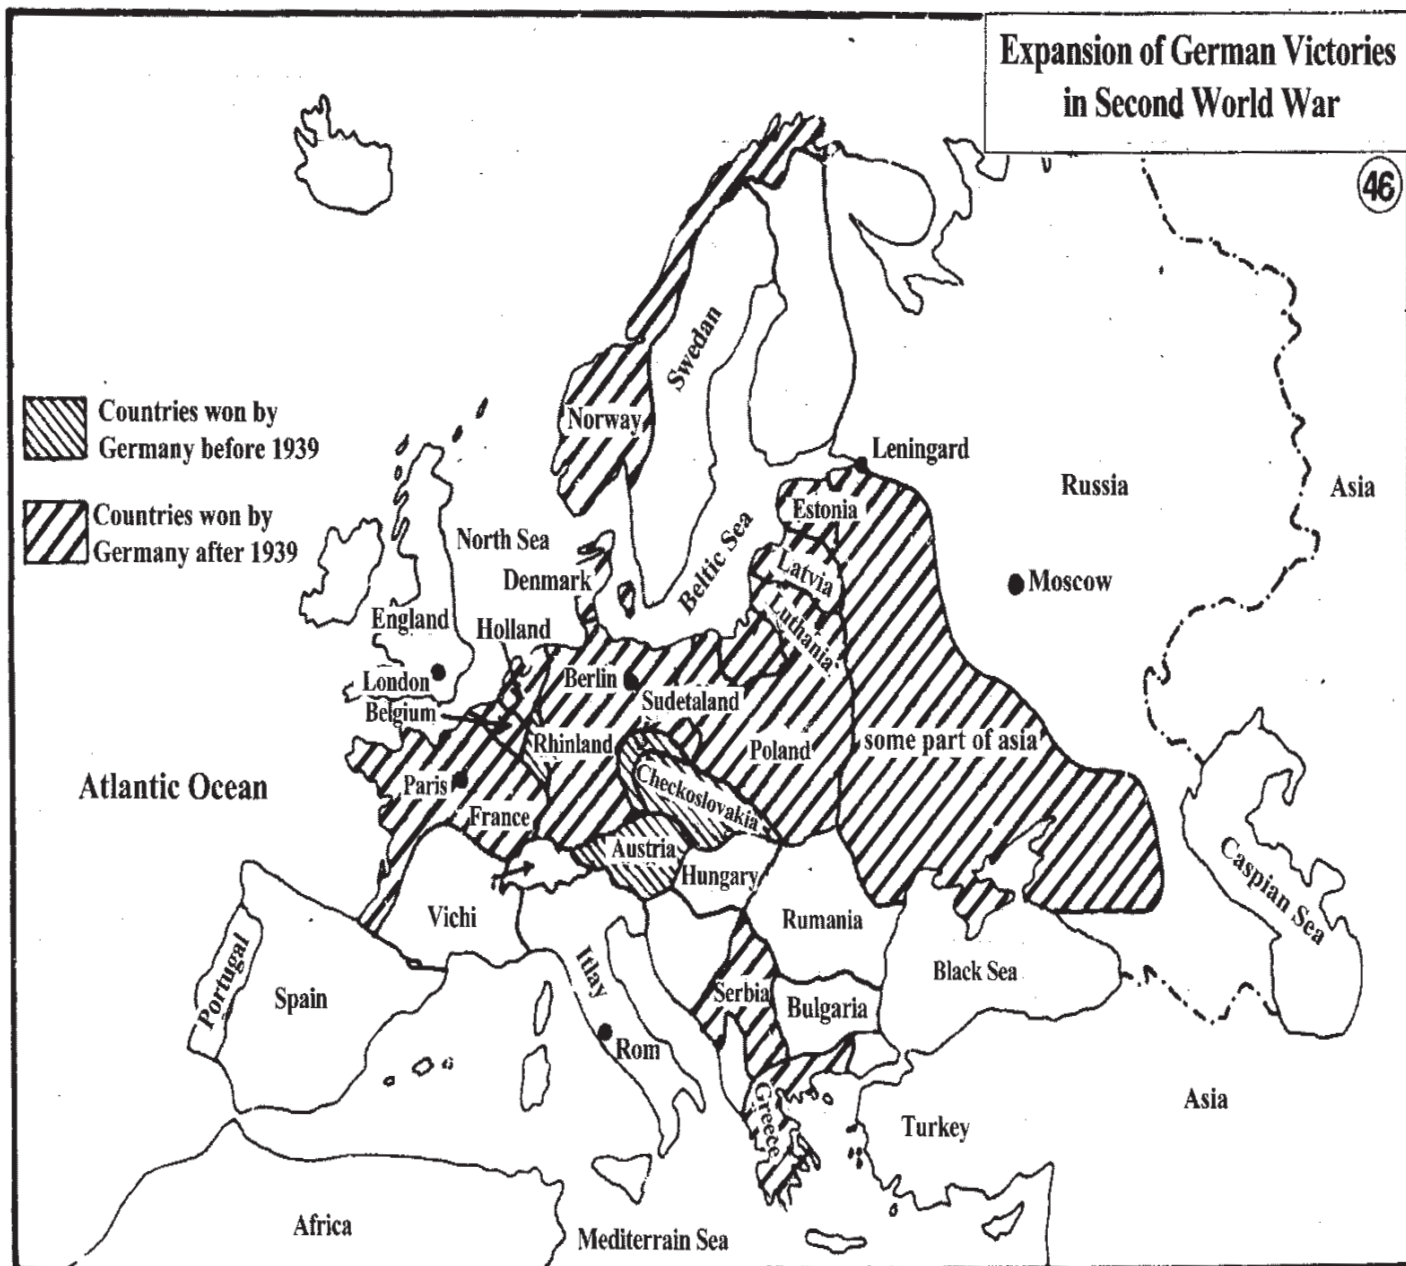 Expansion of German Victories
in Second World War
46
Countries won by
Germany before 1939
Countries won by
Germany after 1939
Swedan
Norway
Leningard
Russia
Asia
Estonia
North Sea
Denmark
Beltic Sea
Latvia
Moscow
Luthania
England
Holland
London
Berlin
Sudetaland
Belgium
Rhinland
Poland
some part of asia
Atlantic Ocean
Paris
Checkoslovakia
France
Austria
Hungary
Vichi
Rumania
Caspian Sea
Portugal
Spain
Itlay
Serbia
Bulgaria
Black Sea
Rom
Greece
Turkey
Asia
Africa
Mediterrain Sea